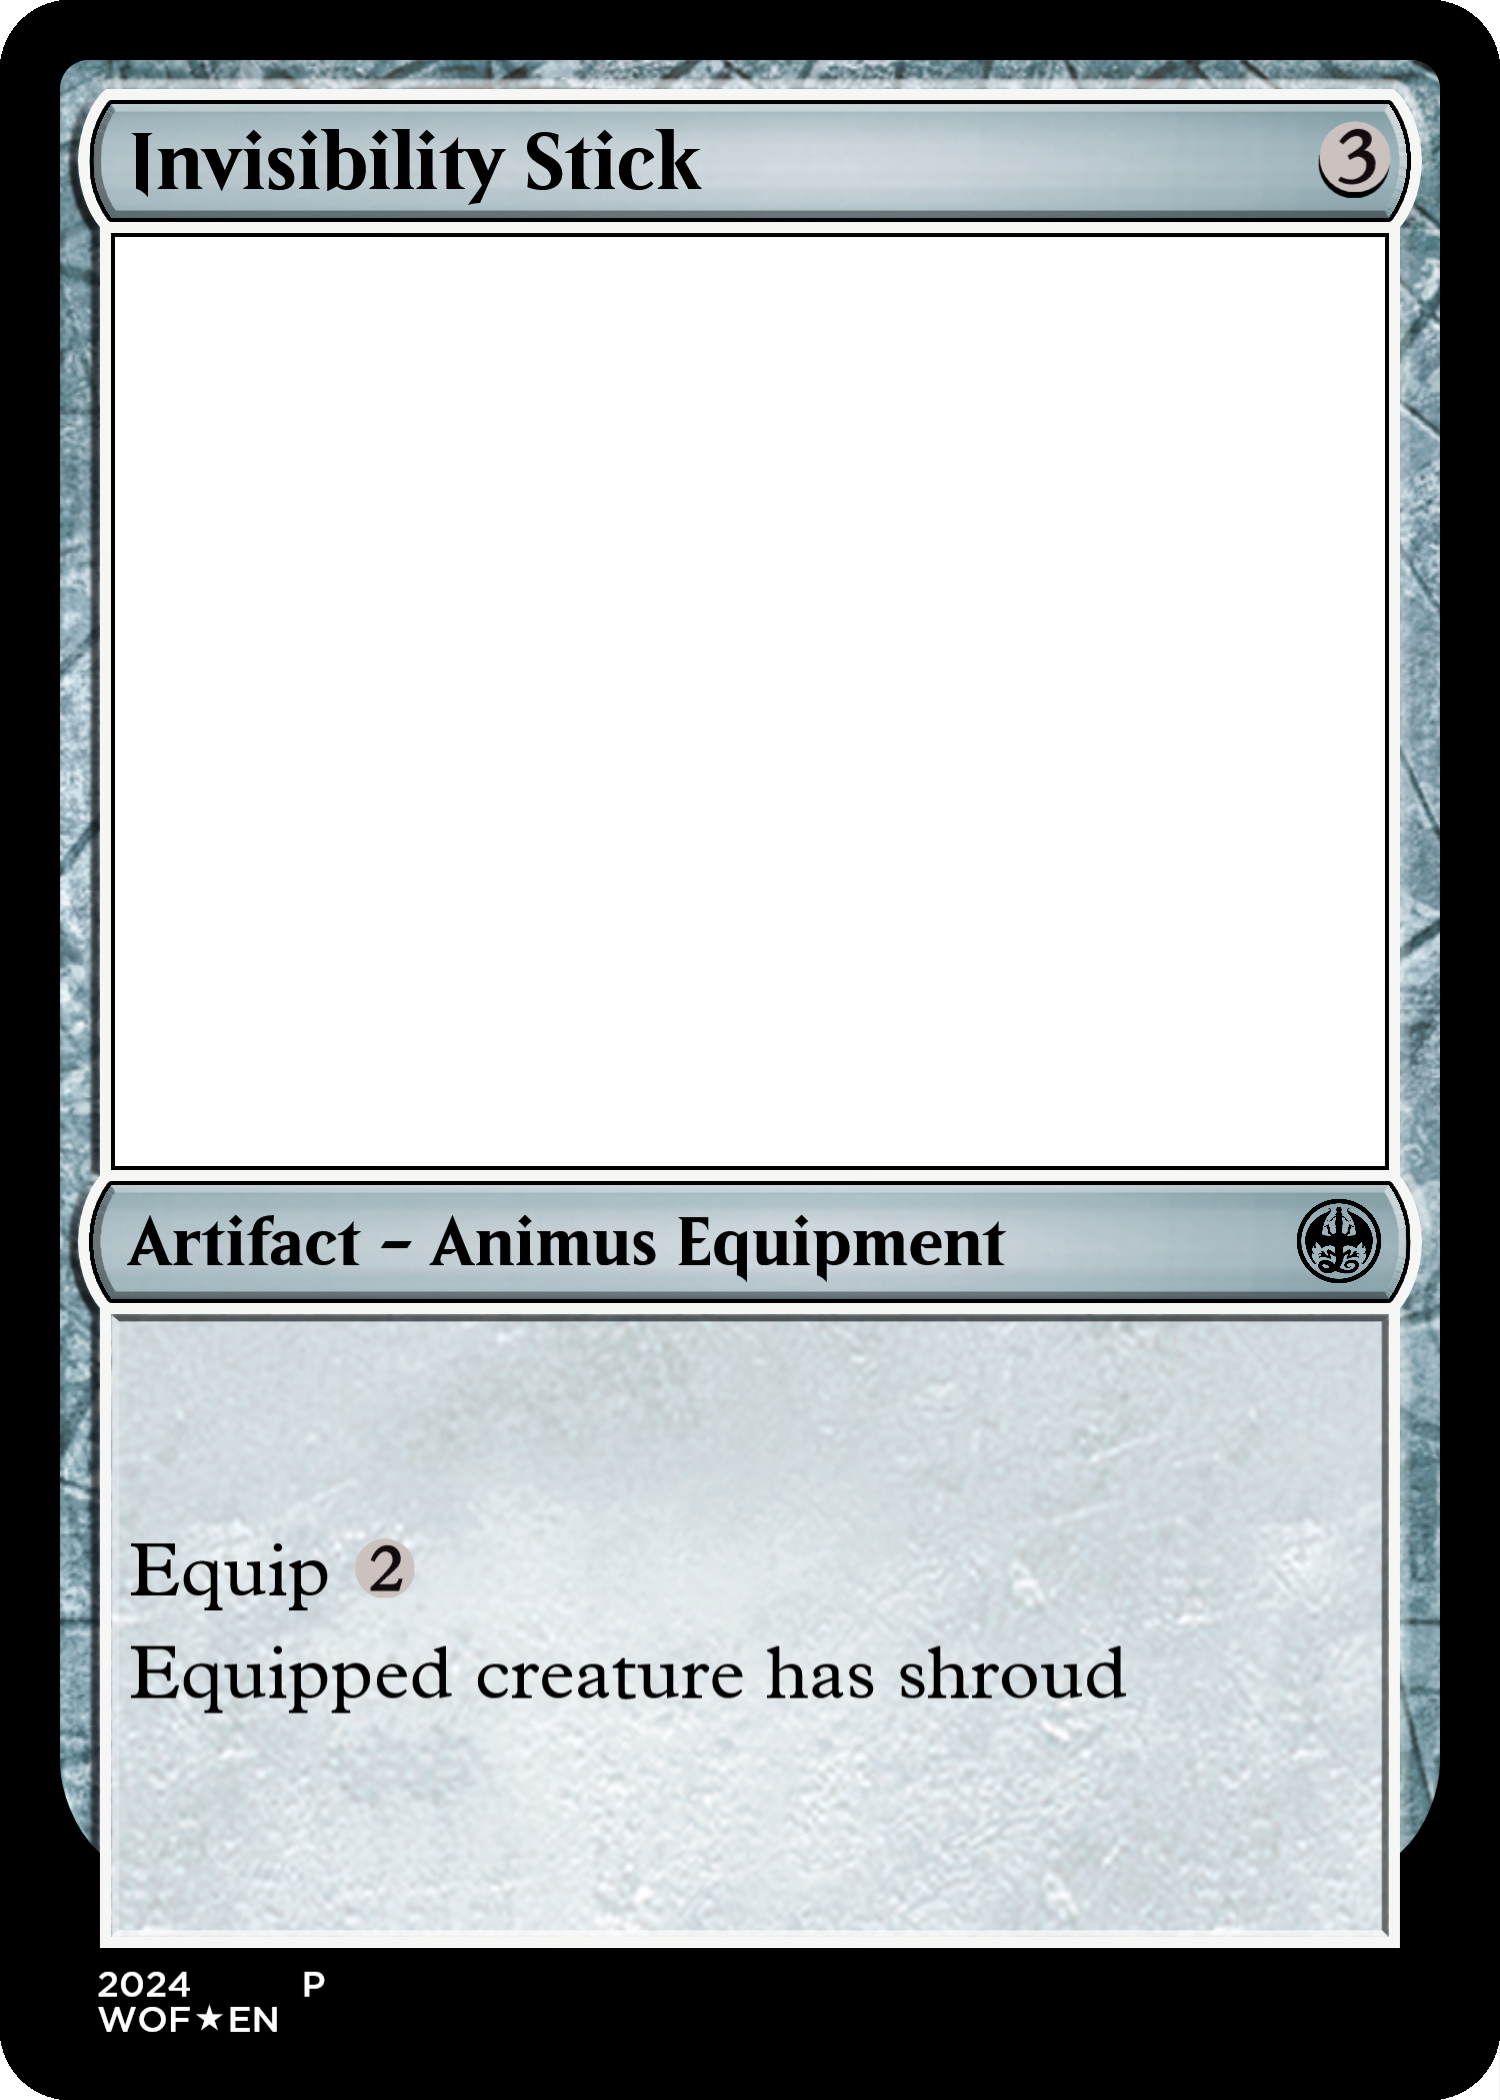 Invisibility Stick 3
Artifact – Animus Equipment
Equip 2
Equipped creature has shroud
2024 P
WOF★EN